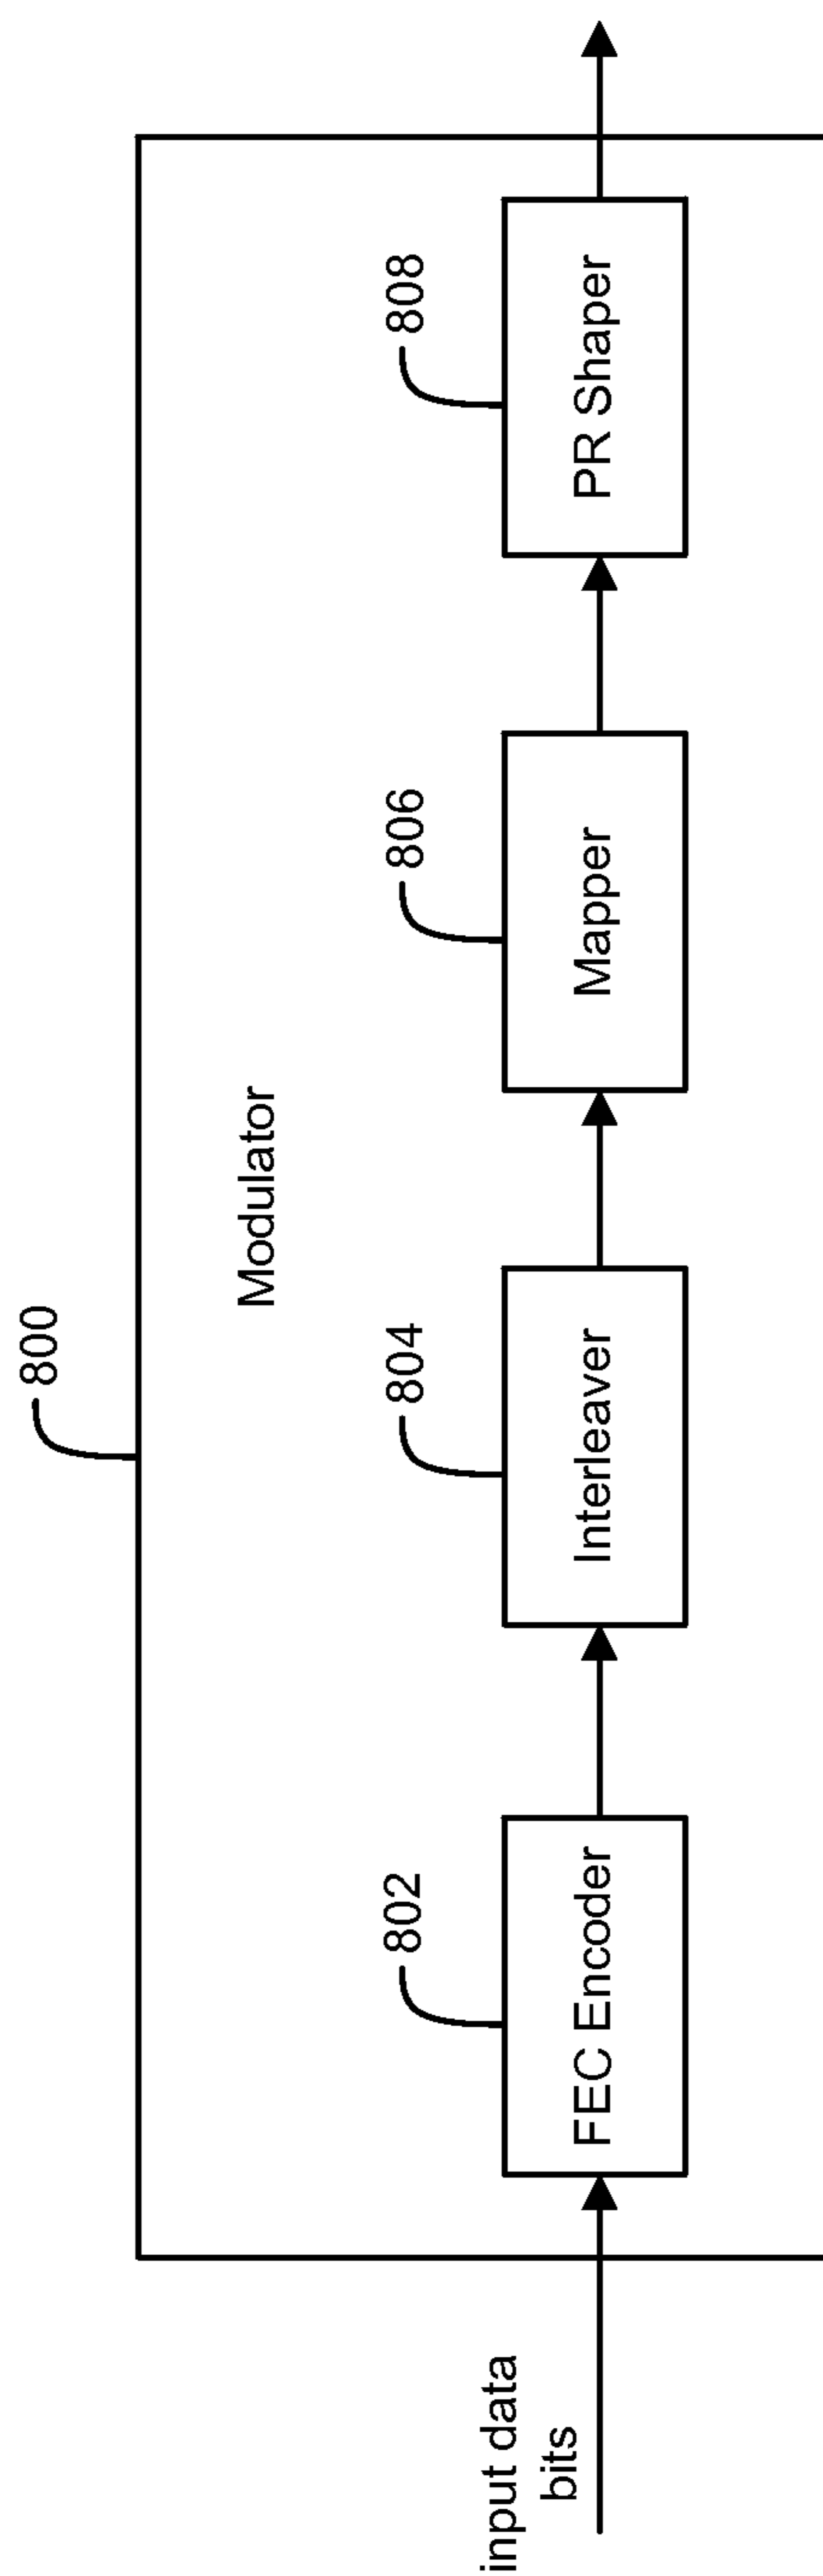 800
Modulator
802
804
806
808
input data
bits
FEC Encoder
Interleaver
Mapper
PR Shaper